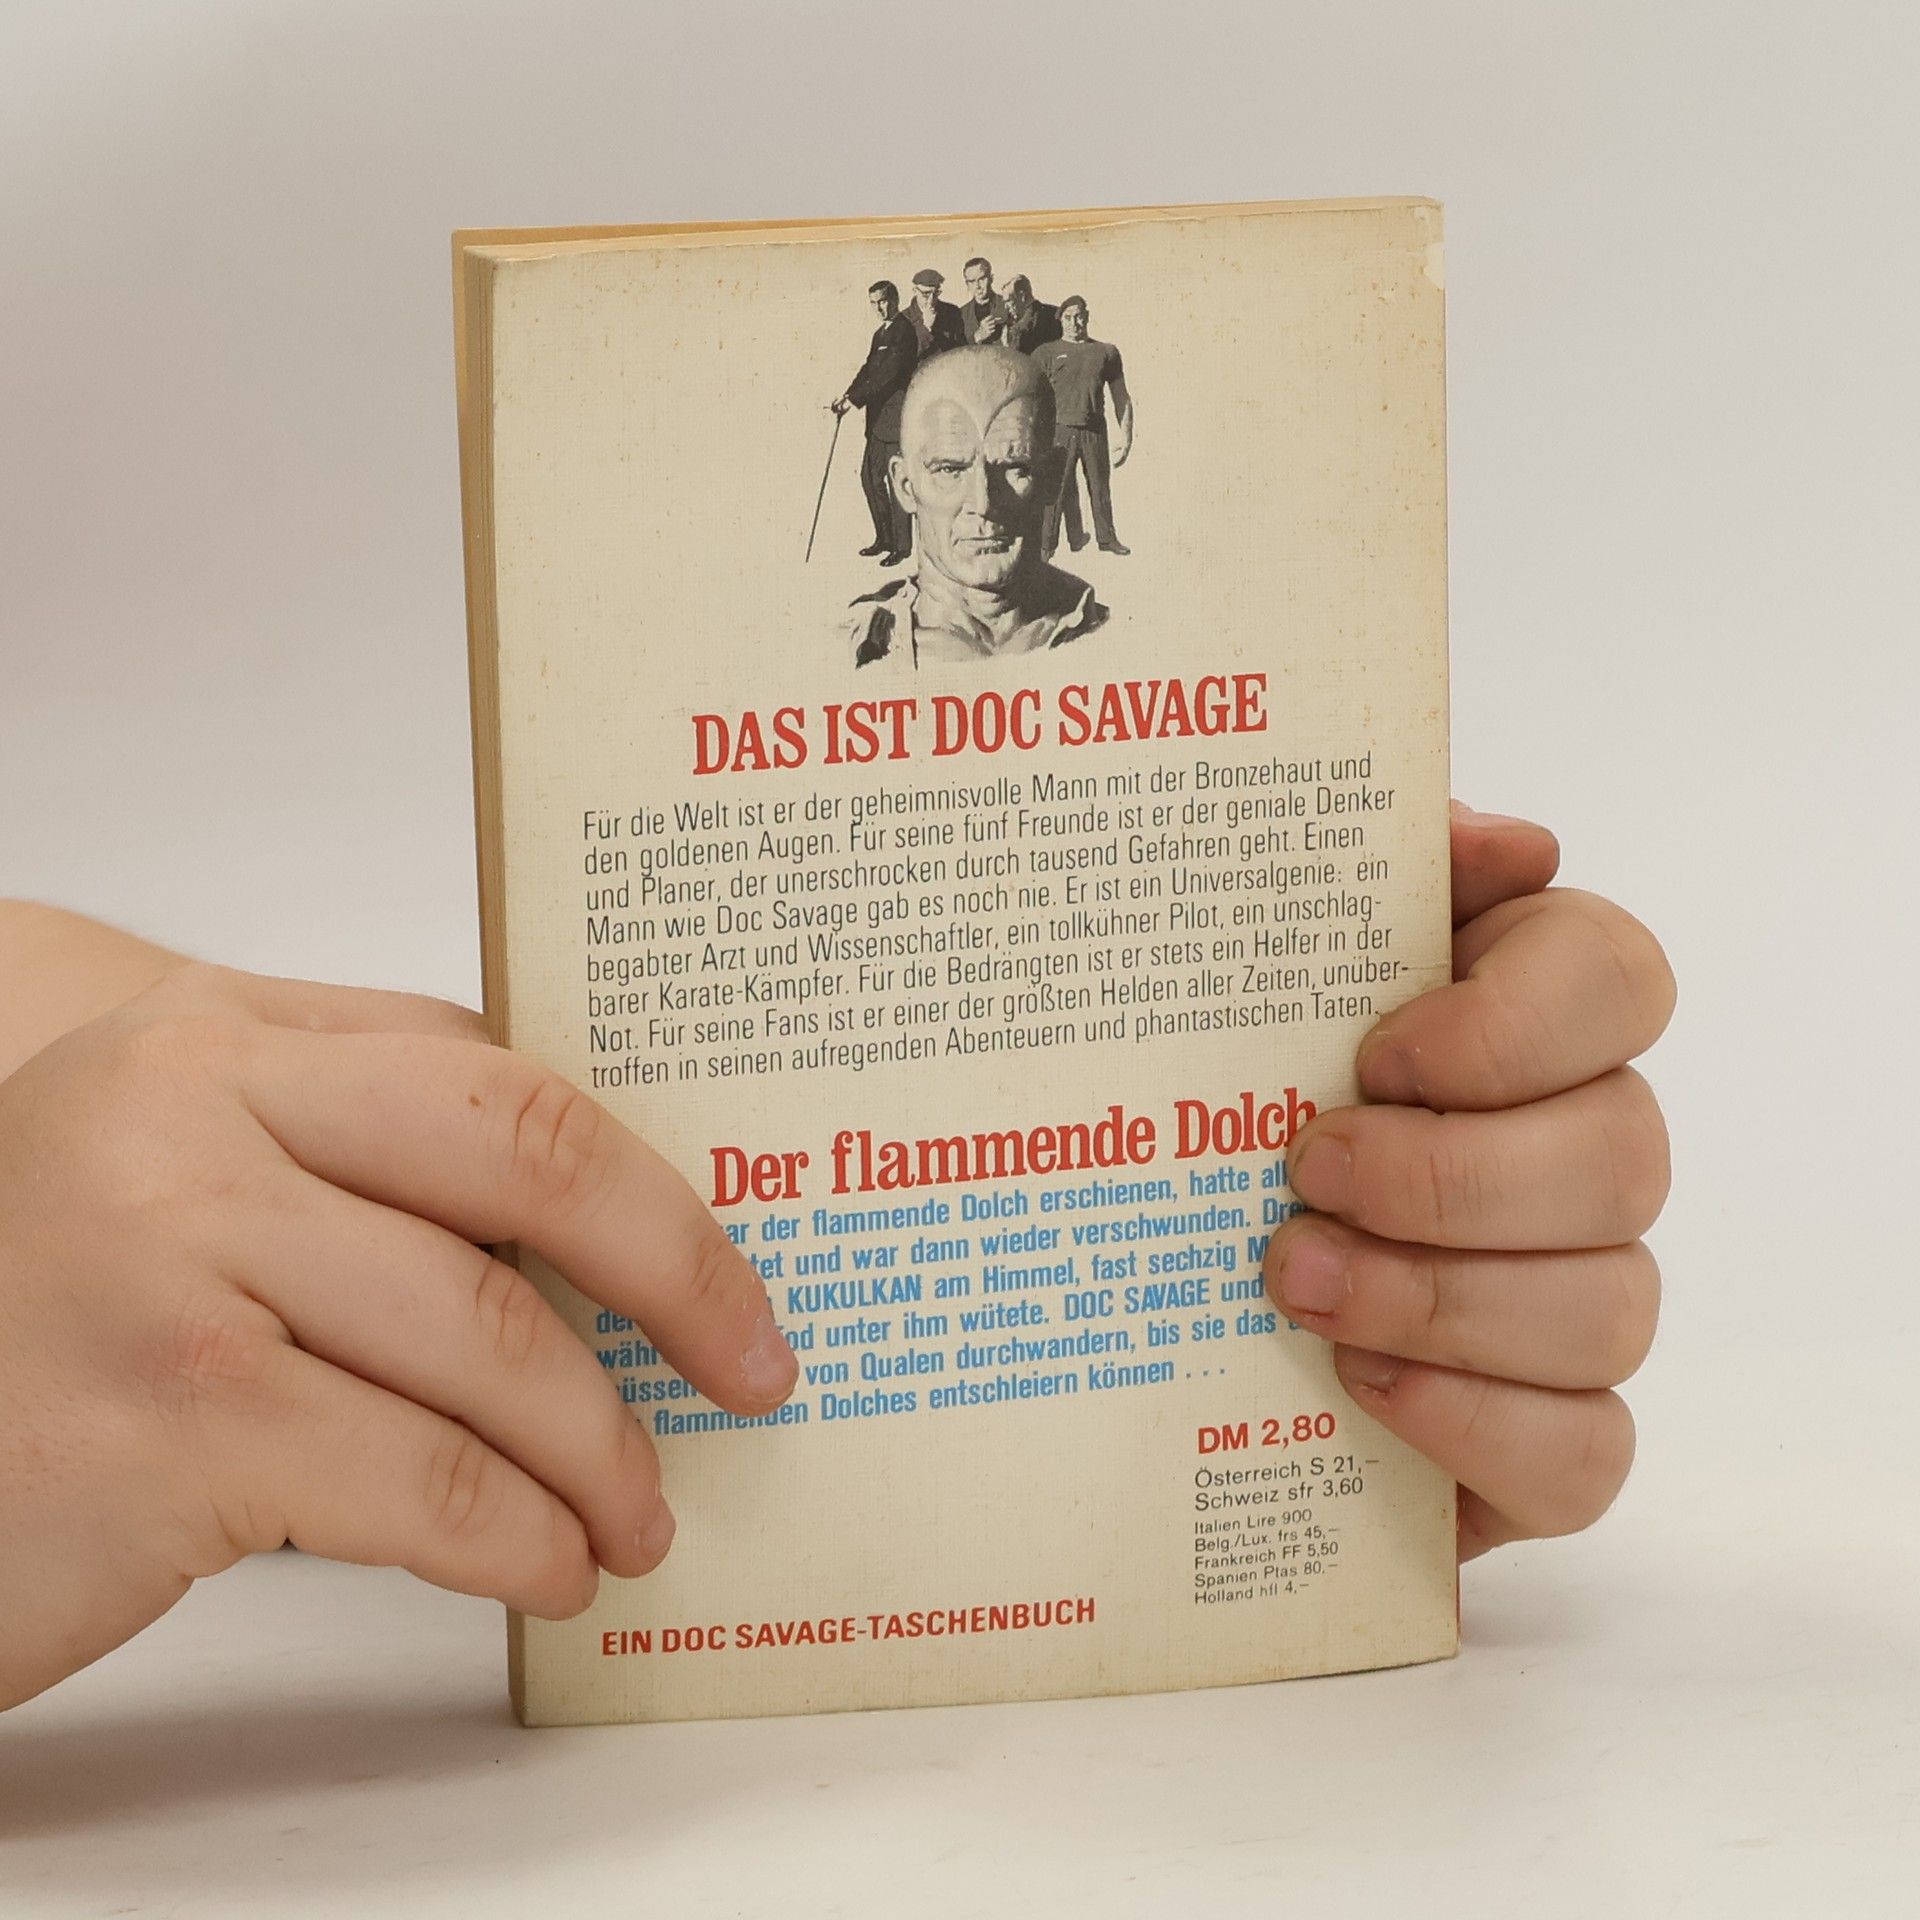 DAS IST DOC SAVAGE
Für die Welt ist er der geheimnisvolle Mann mit der Bronzehaut und
den goldenen Augen. Für seine fünf Freunde ist er der geniale Denker
und Planer, der unerschrocken durch tausend Gefahren geht. Einen
Mann wie Doc Savage gab es noch nie. Er ist ein Universalgenie: ein
begabter Arzt und Wissenschaftler, ein tollkühner Pilot, ein unschlag-
barer Karate-Kämpfer. Für die Bedrängten ist er stets ein Helfer in der
Not. Für seine Fans ist er einer der größten Helden aller Zeiten, unüber-
troffen in seinen aufregenden Abenteuern und phantastischen Taten.
Der flammende Dolch
der flammende Dolch erschienen, hatte
und war dann wieder verschwunden.
KUKULKAN am Himmel, fast sechzig
unter ihm wütete. DOC SAVAGE und
von Qualen durchwandern, bis sie das
flammenden Dolches entschleiern können . . .
DM 2,80
Österreich S 21,–
Schweiz sfr 3,60
Italien Lire 900
Belg./Lux. frs 45,–
Frankreich FF 5,50
Spanien Ptas 80,–
Holland hfl 4,–
EIN DOC SAVAGE-TASCHENBUCH